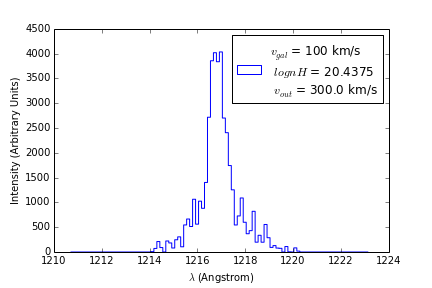 4500
4000
3500
3000
2500
2000
1500
1000
500
0
Intensity (Arbitrary Units)
v_gal = 100 km/s
lognH = 20.4375
v_out = 300.0 km/s
1210 1212 1214 1216 1218 1220 1222 1224
λ (Angstrom)